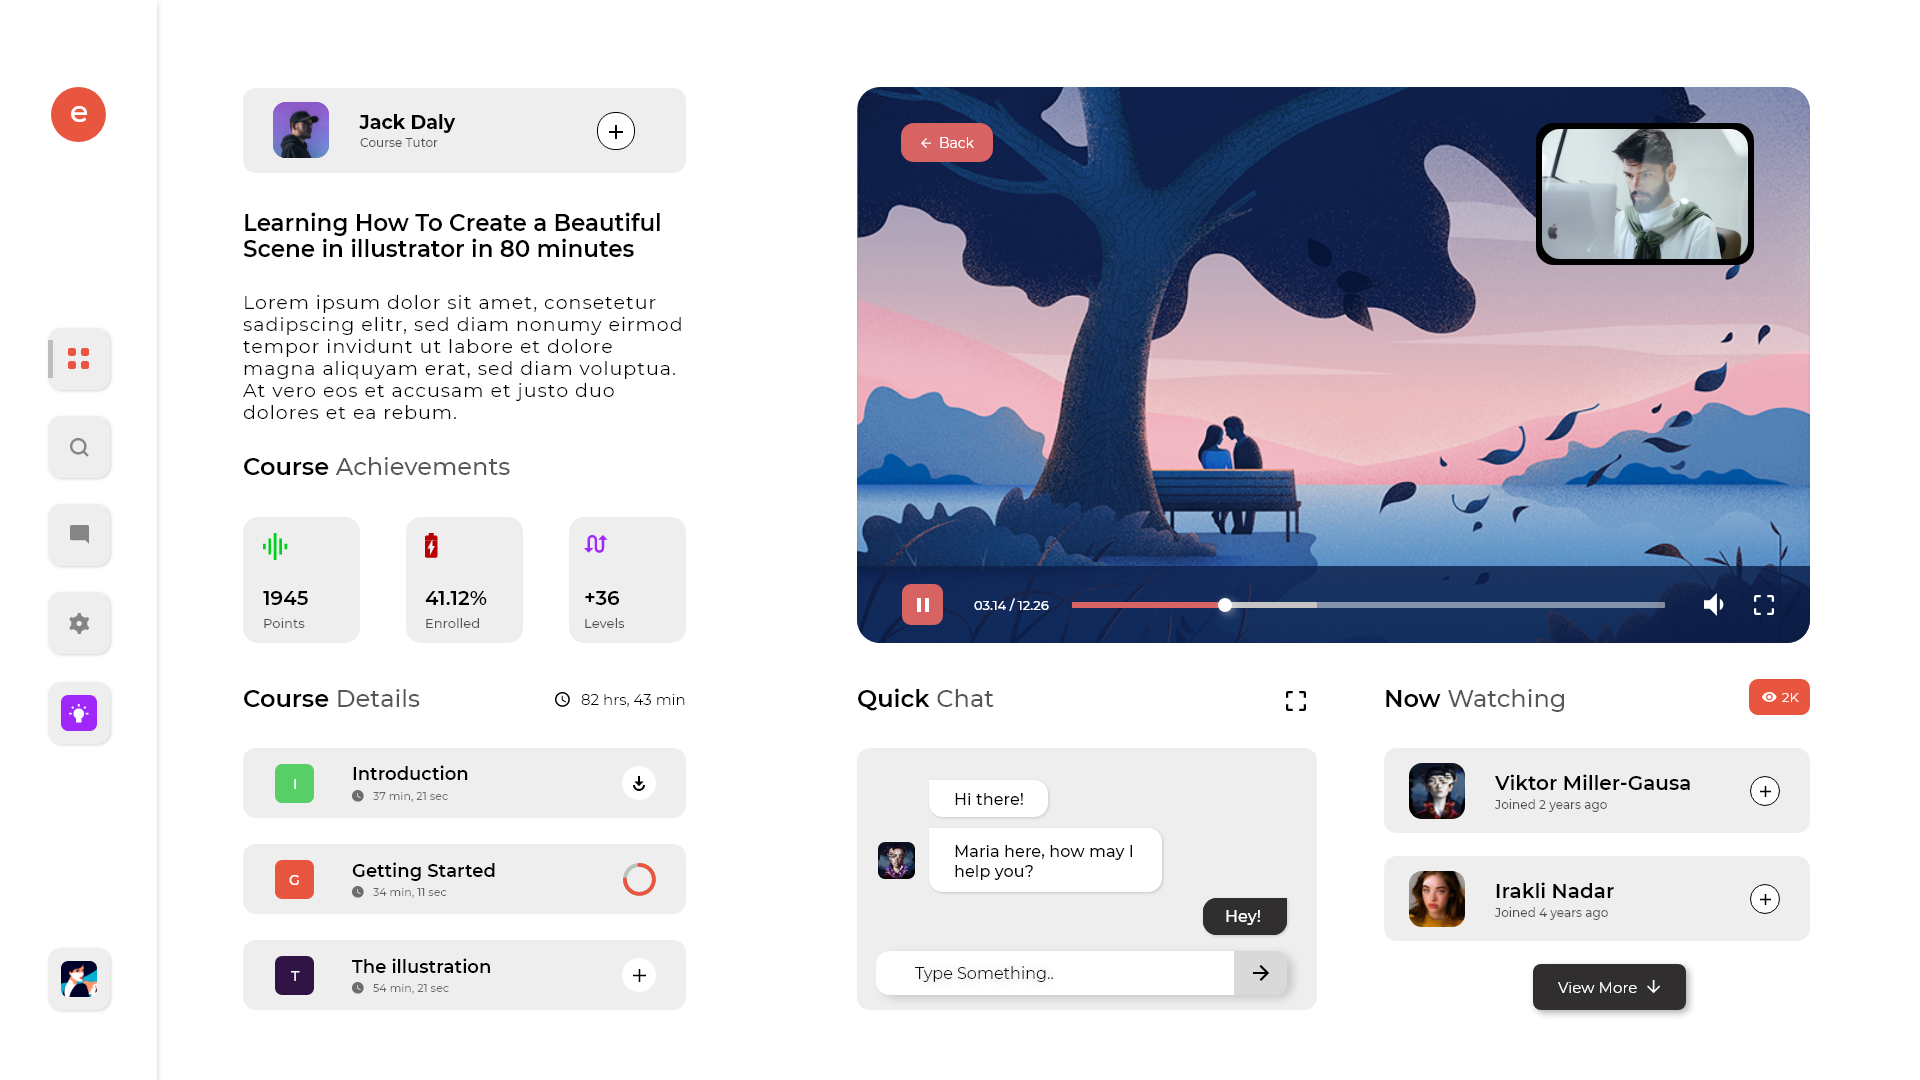 e
Jack Daly
Course Tutor
Learning How To Create a Beautiful
Scene in illustrator in 80 minutes
Lorem ipsum dolor sit amet, consetetur
sadipscing elitr, sed diam nonumy eirmod
tempor invidunt ut labore et dolore
magna aliquyam erat, sed diam voluptua.
At vero eos et accusam et justo duo
dolores et ea rebum.
Course Achievements
1945
Points
41.12%
Enrolled
+36
Levels
Course Details
82 hrs, 43 min
I
Introduction
37 min, 21 sec
G
Getting Started
34 min, 11 sec
T
The illustration
54 min, 21 sec
Back
03.14 / 12.26
Quick Chat
Hi there!
Maria here, how may I
help you?
Hey!
Type Something..
Now Watching
2K
Viktor Miller-Gausa
Joined 2 years ago
Irakli Nadar
Joined 4 years ago
View More